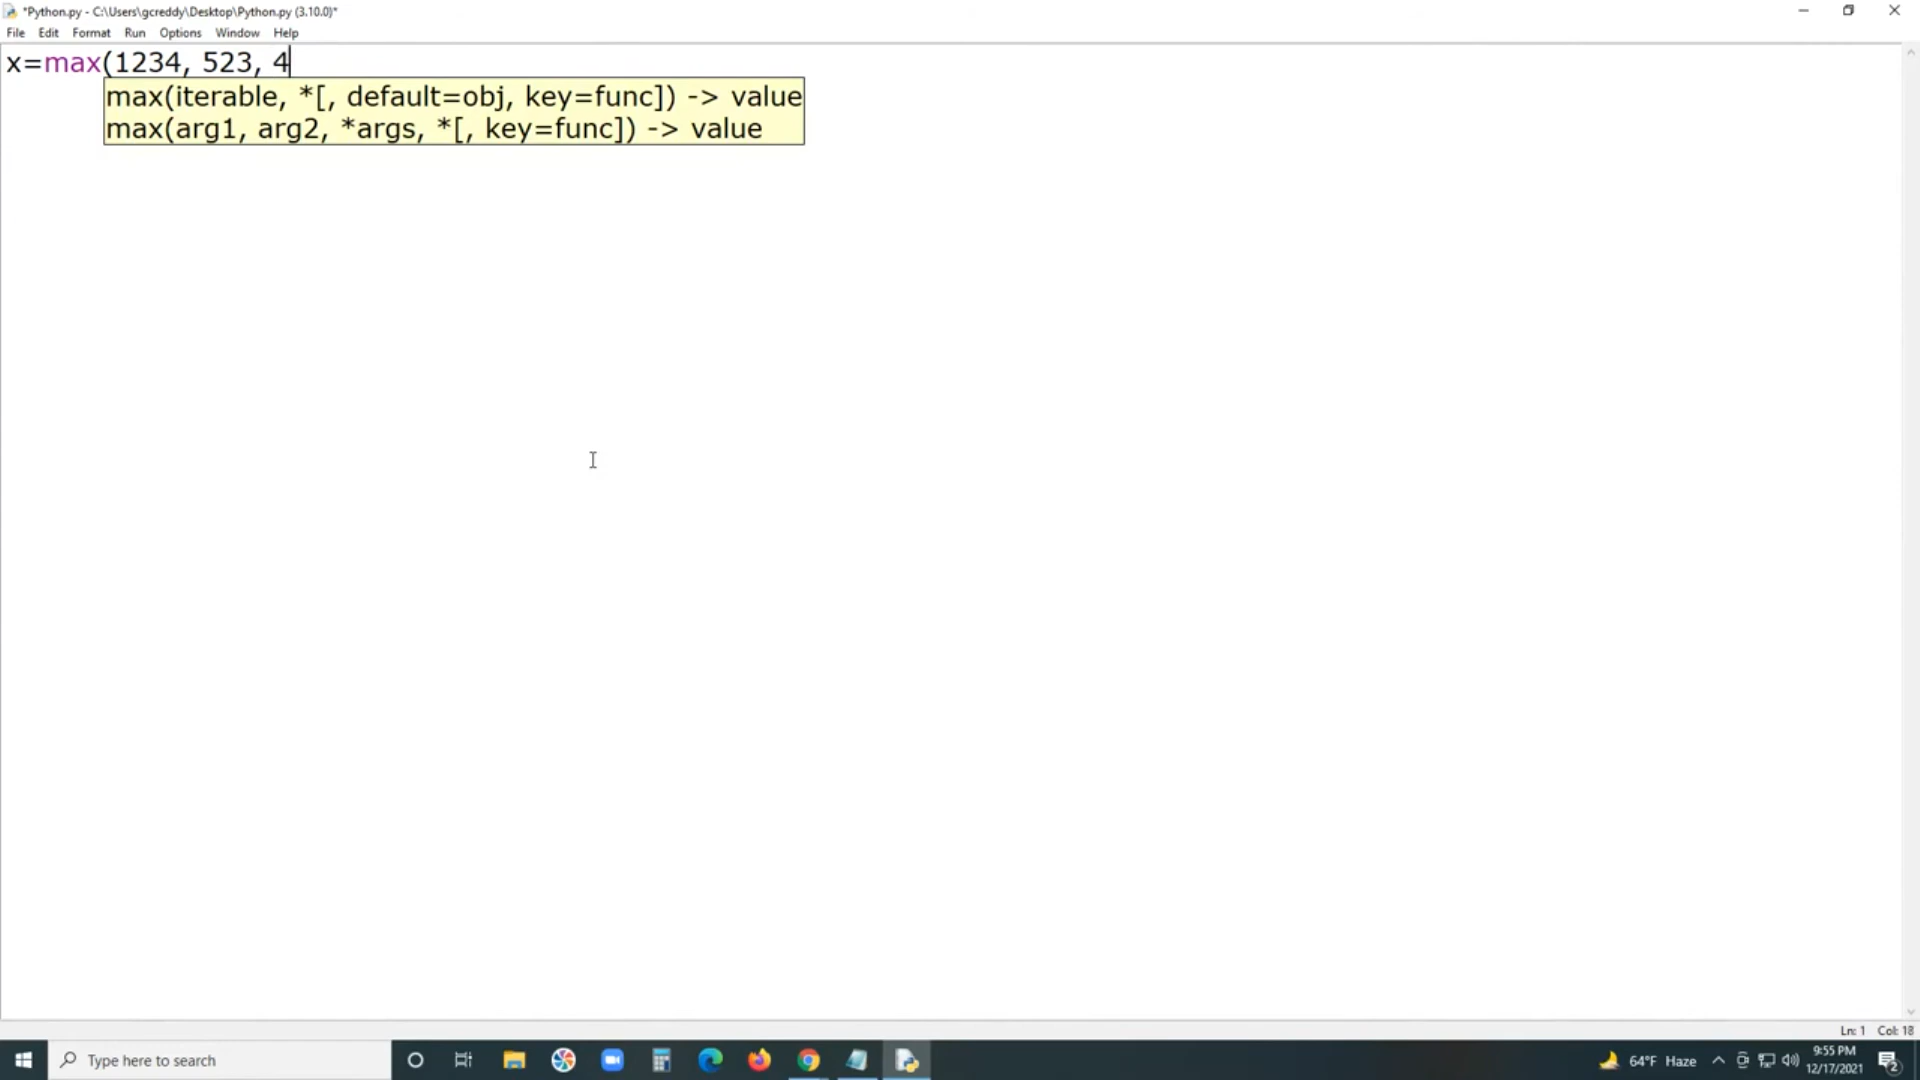 *Python.py - C:\Users\gcreddy\Desktop\Python.py (3.10.0)*
File Edit Format Run Options Window Help
x=max(1234, 523, 4
max(iterable, *[, default=obj, key=func]) -> value
max(arg1, arg2, *args, *[, key=func]) -> value
Ln: 1 Col: 18
Type here to search
64°F Haze
9:55 PM
12/17/2021
2